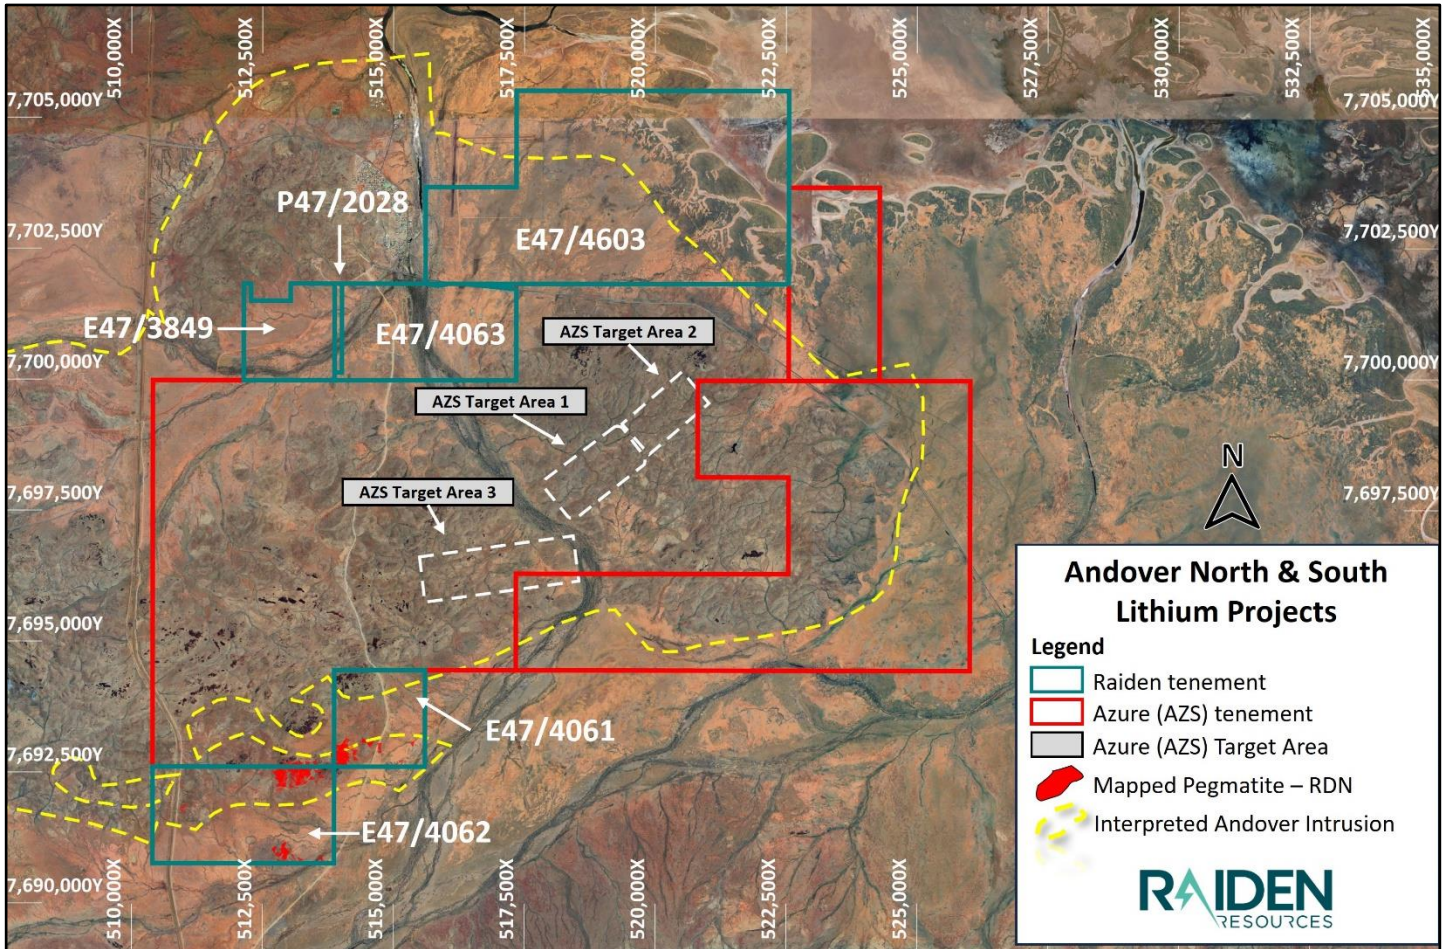 510,000X
512,500X
515,000X
517,500X
520,000X
522,500X
525,000X
527,500X
530,000X
532,500X
535,000X
7,705,000Y
7,705,000Y
P47/2028
7,702,500Y
E47/4603
7,702,500Y
E47/3849
E47/4063
AZS Target Area 2
7,700,000Y
7,700,000Y
AZS Target Area 1
N
AZS Target Area 3
7,697,500Y
7,697,500Y
7,695,000Y
E47/4061
7,692,500Y
E47/4062
7,690,000Y
510,000X
512,500X
515,000X
517,500X
520,000X
522,500X
525,000X
Andover North & South
Lithium Projects
Legend
Raiden tenement
Azure (AZS) tenement
Azure (AZS) Target Area
Mapped Pegmatite – RDN
Interpreted Andover Intrusion
RAIDEN
RESOURCES